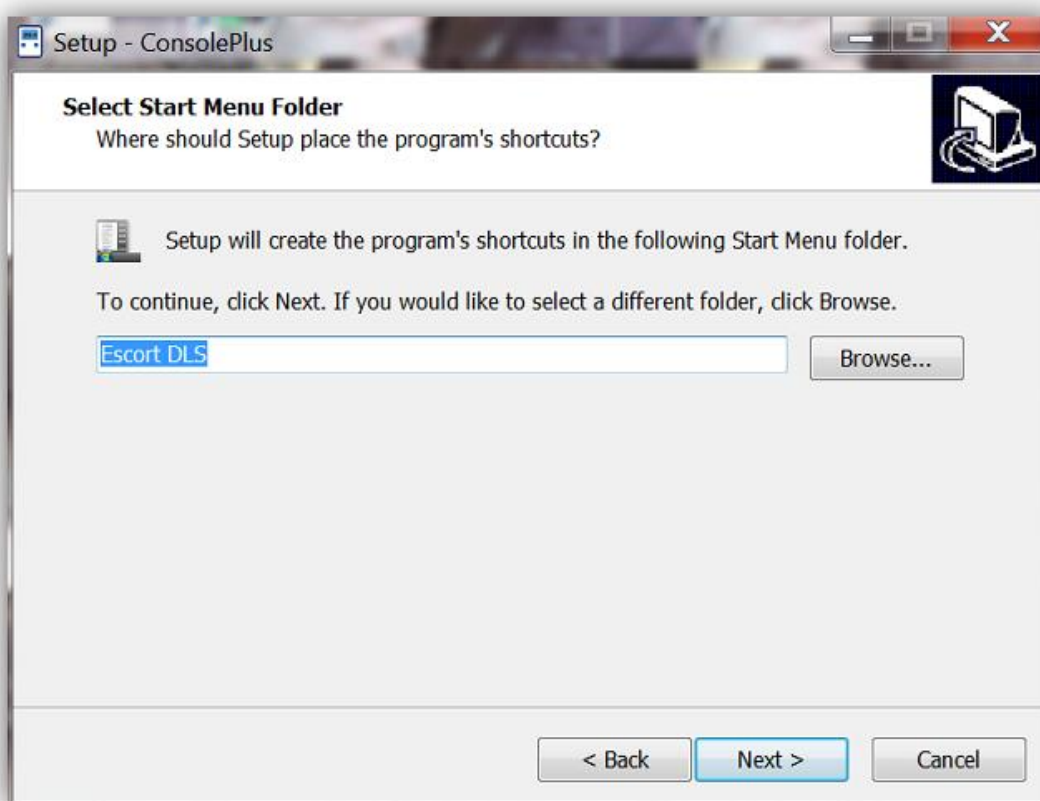 Setup - ConsolePlus
Select Start Menu Folder
Where should Setup place the program's shortcuts?
Setup will create the program's shortcuts in the following Start Menu folder.
To continue, click Next. If you would like to select a different folder, click Browse.
Escort DLS
Browse...
< Back
Next >
Cancel